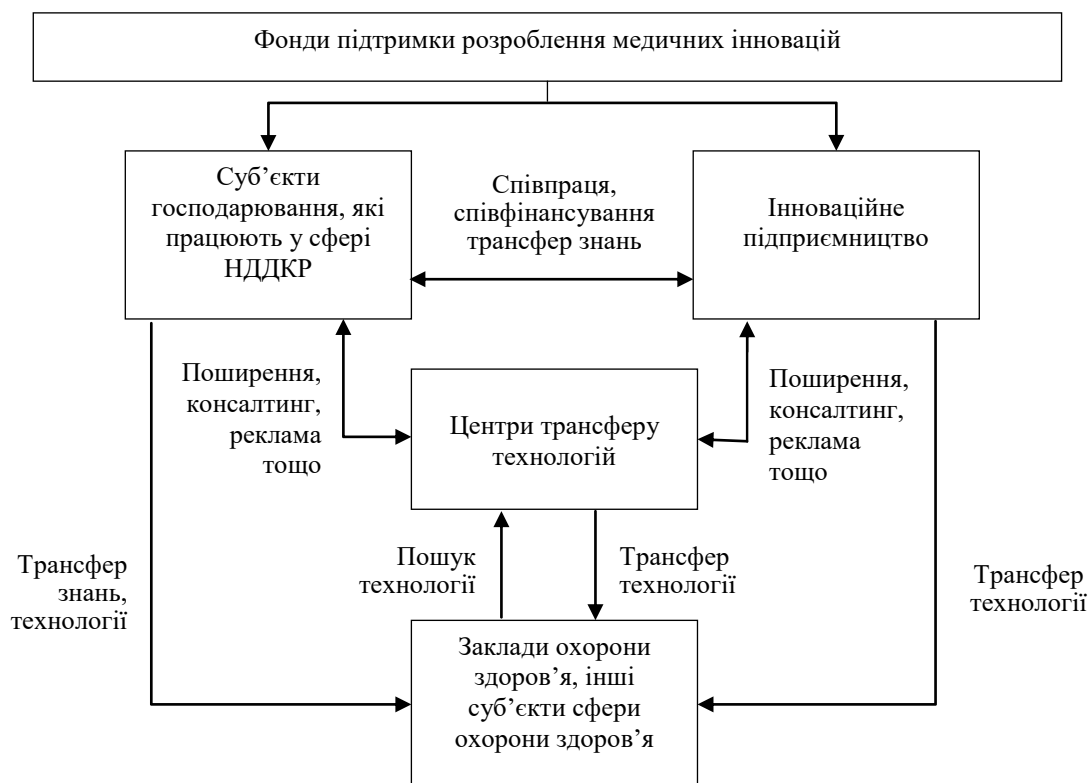 Фонди підтримки розроблення медичних інновацій
Суб’єкти
господарювання, які
працюють у сфері
НДДКР
Співпраця,
співфінансування
трансфер знань
Інноваційне
підприємництво
Поширення,
консалтинг,
реклама
тощо
Центри трансферу
технологій
Поширення,
консалтинг,
реклама
тощо
Трансфер
знань,
технології
Пошук
технології
Трансфер
технології
Трансфер
технології
Заклади охорони
здоров’я, інші
суб’єкти сфери
охорони здоров’я